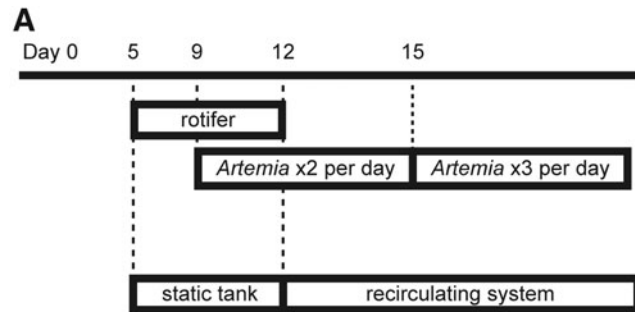 A
Day 0 5 9 12 15
rotifer
Artemia x2 per day Artemia x3 per day
static tank recirculating system